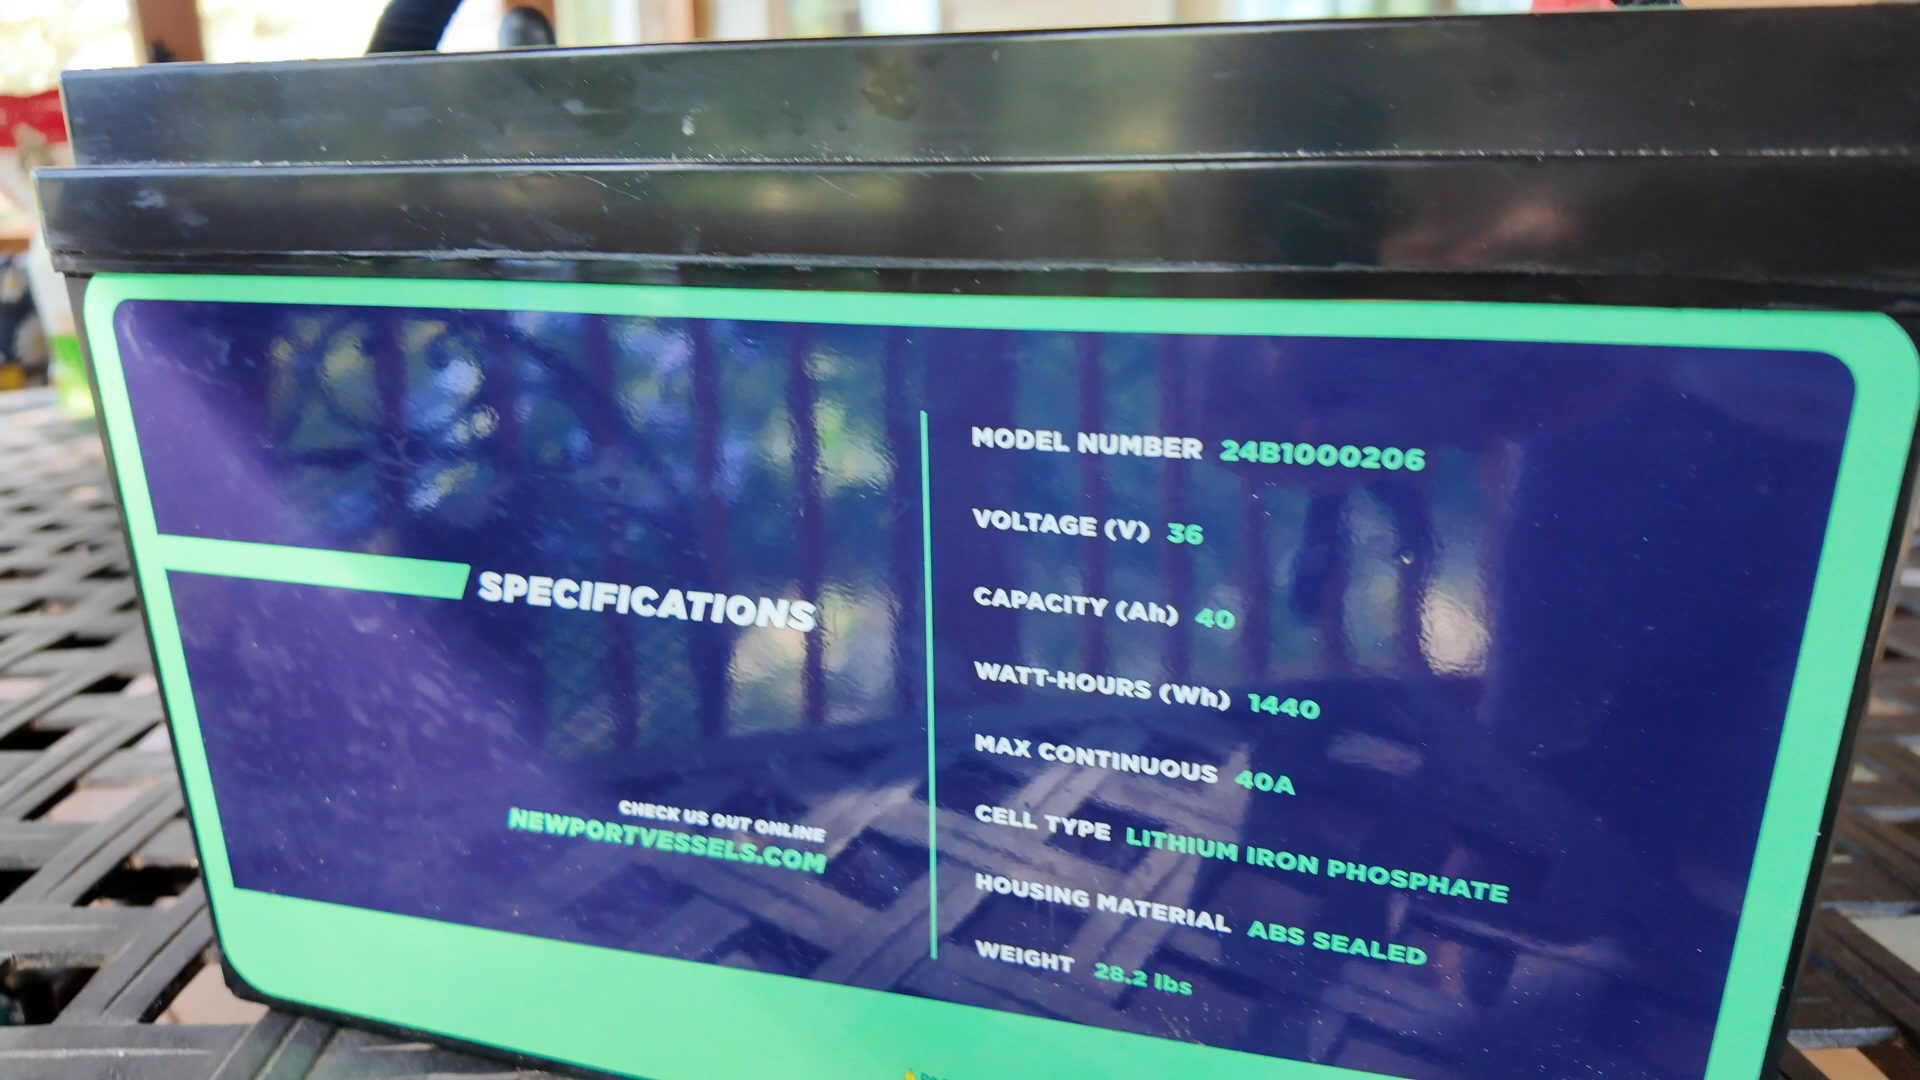 SPECIFICATIONS
CHECK US OUT ONLINE
NEWPORTVESSELS.COM
MODEL NUMBER 24B1000206
VOLTAGE (V) 36
CAPACITY (Ah) 40
WATT-HOURS (Wh) 1440
MAX CONTINUOUS 40A
CELL TYPE LITHIUM IRON PHOSPHATE
HOUSING MATERIAL ABS SEALED
WEIGHT 28.2 lbs